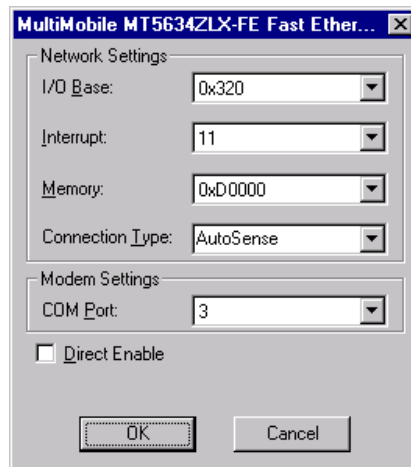 MultiMobile MT5634ZLX-FE Fast Ether...
Network Settings
I/O Base: 0x320
Interrupt: 11
Memory: 0xD0000
Connection Type: AutoSense
Modem Settings
COM Port: 3
Direct Enable
OK Cancel